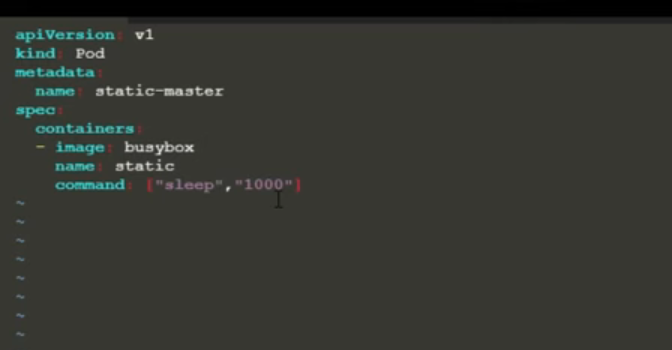 apiVersion: v1
kind: Pod
metadata:
  name: static-master
spec:
  containers:
  - image: busybox
    name: static
    command: ["sleep","1000"]
~
~
~
~
~
~
~
~